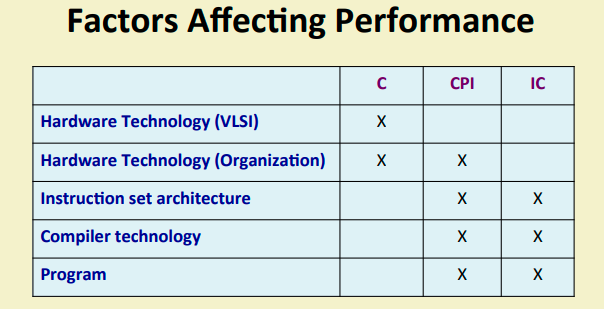 Factors Affecting Performance
C CPI IC
Hardware Technology (VLSI) X
Hardware Technology (Organization) X X
Instruction set architecture X X
Compiler technology X X
Program X X